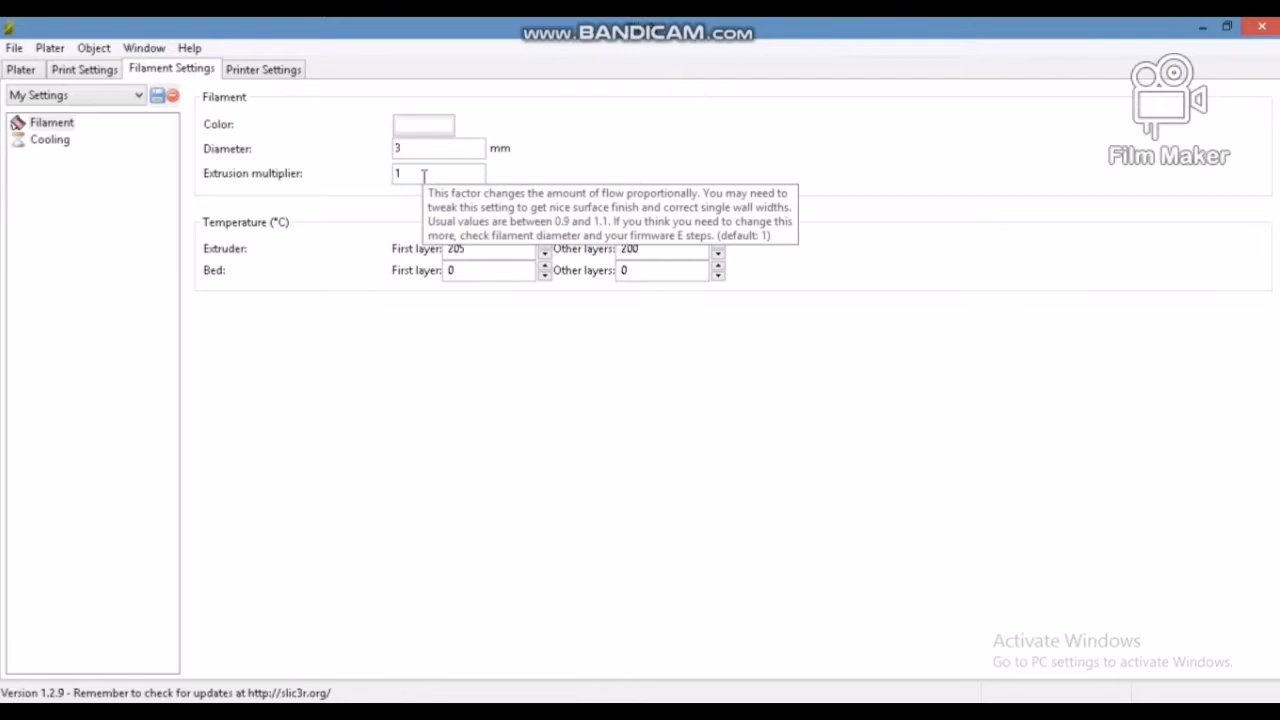 www.BANDICAM.com
File Plater Object Window Help
Plater Print Settings Filament Settings Printer Settings
My Settings
Filament
Cooling
Filament
Color:
Diameter: 3 mm
Extrusion multiplier: 1
This factor changes the amount of flow proportionally. You may need to
tweak this setting to get nice surface finish and correct single wall widths.
Usual values are between 0.9 and 1.1. If you think you need to change this
more, check filament diameter and your firmware E steps. (default: 1)
Temperature (°C)
Extruder: First layer: 205 Other layers: 200
Bed: First layer: 0 Other layers: 0
Film Maker
Activate Windows
Go to PC settings to activate Windows.
Version 1.2.9 - Remember to check for updates at http://slic3r.org/